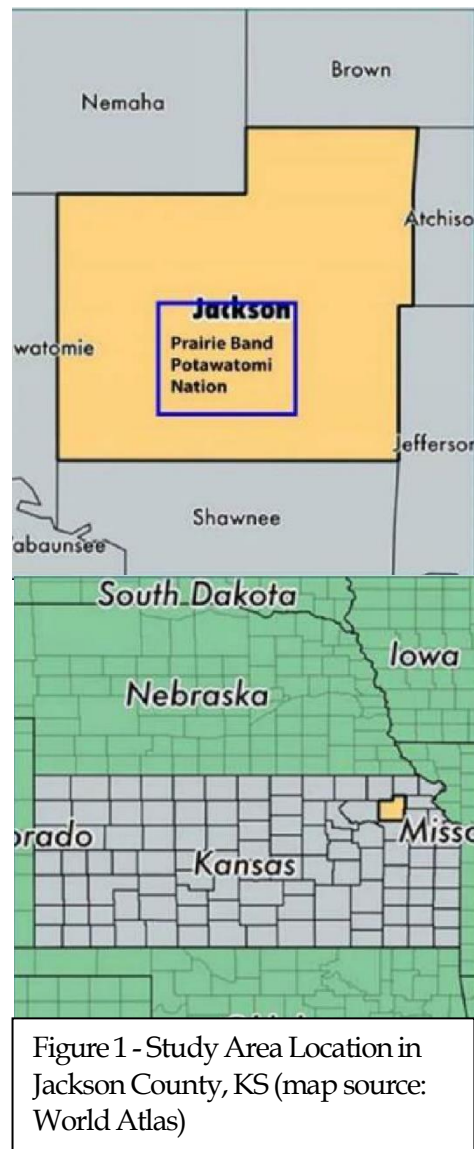 Brown
Nemaha
Atchiso
Jackson
watomie
Prairie Band
Potawatomi
Nation
Jefferson
Shawnee
abaunsee
South Dakota
Iowa
Nebraska
orado
Misso
Kansas
Figure 1 - Study Area Location in
Jackson County, KS (map source:
World Atlas)